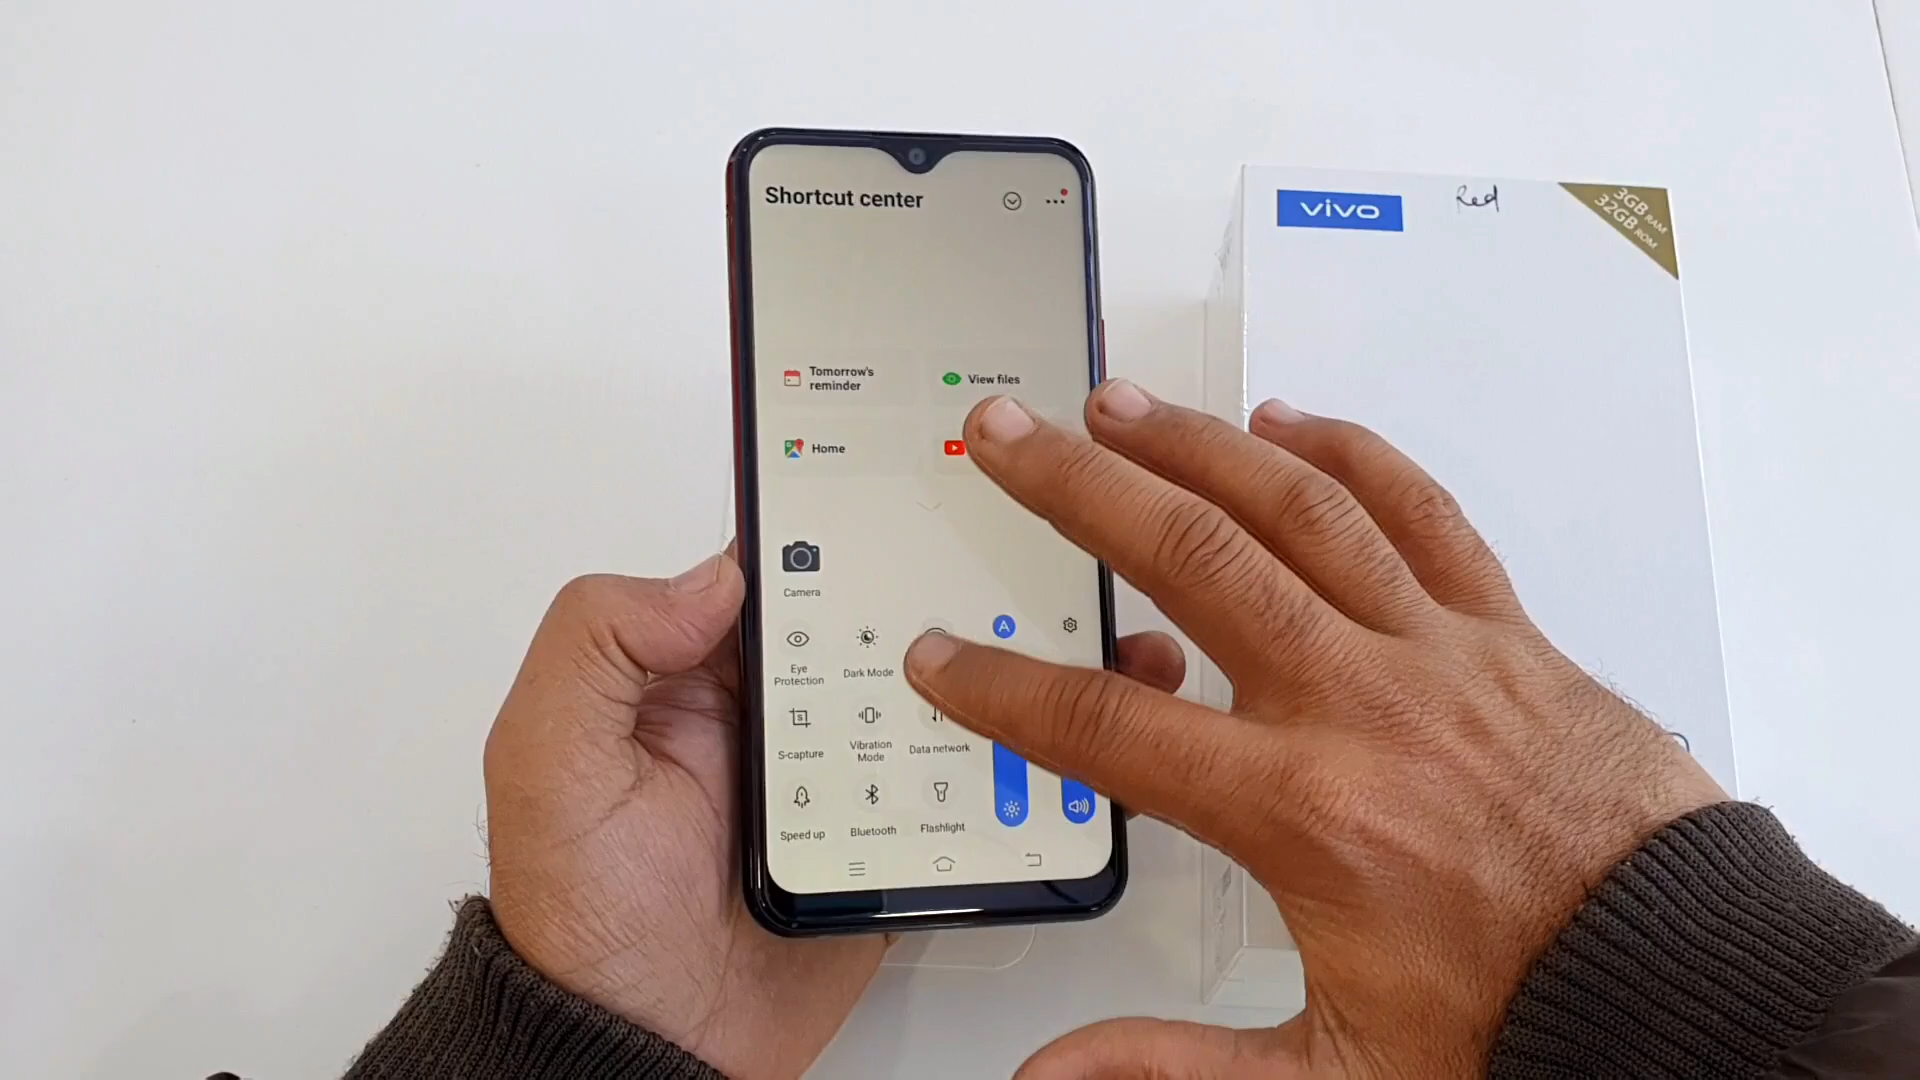 Shortcut center
Tomorrow's
reminder
View files
Home
Camera
A
Eye
Protection
Dark Mode
S-capture
S
Vibration
Mode
Data network
Speed up
Bluetooth
Flashlight
vivo
Red
3GB RAM
32GB ROM